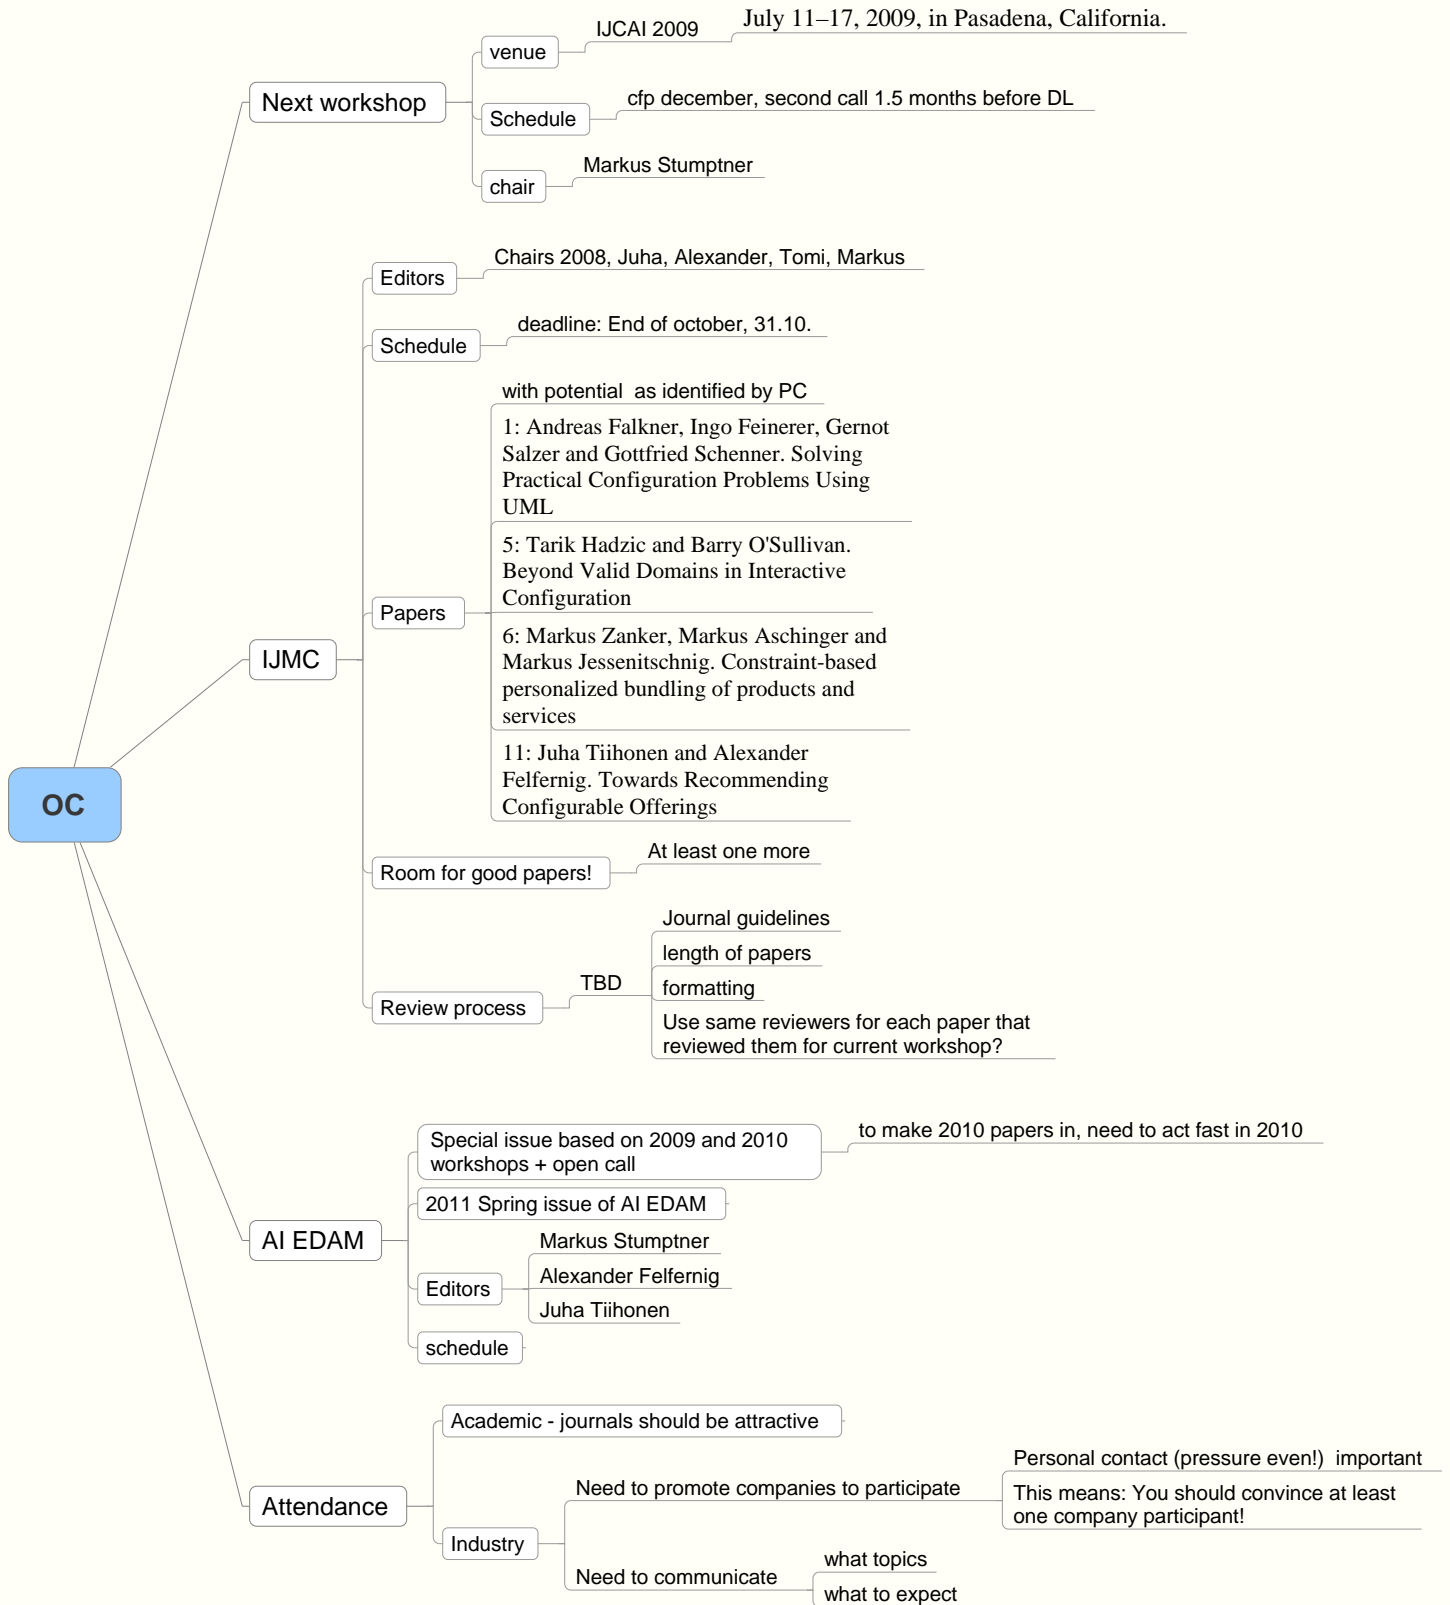 OC
Next workshop
venue
IJCAI 2009
July 11–17, 2009, in Pasadena, California.
Schedule
cfp december, second call 1.5 months before DL
chair
Markus Stumptner
IJMC
Editors
Chairs 2008, Juha, Alexander, Tomi, Markus
Schedule
deadline: End of october, 31.10.
Papers
with potential  as identified by PC
1: Andreas Falkner, Ingo Feinerer, Gernot
Salzer and Gottfried Schenner. Solving
Practical Configuration Problems Using
UML
5: Tarik Hadzic and Barry O'Sullivan.
Beyond Valid Domains in Interactive
Configuration
6: Markus Zanker, Markus Aschinger and
Markus Jessenitschnig. Constraint-based
personalized bundling of products and
services
11: Juha Tiihonen and Alexander
Felfernig. Towards Recommending
Configurable Offerings
Room for good papers!
At least one more
Review process
TBD
Journal guidelines
length of papers
formatting
Use same reviewers for each paper that
reviewed them for current workshop?
AI EDAM
Special issue based on 2009 and 2010
workshops + open call
to make 2010 papers in, need to act fast in 2010
2011 Spring issue of AI EDAM
Editors
Markus Stumptner
Alexander Felfernig
Juha Tiihonen
schedule
Attendance
Academic - journals should be attractive
Industry
Need to promote companies to participate
Personal contact (pressure even!)  important
This means: You should convince at least
one company participant!
Need to communicate
what topics
what to expect